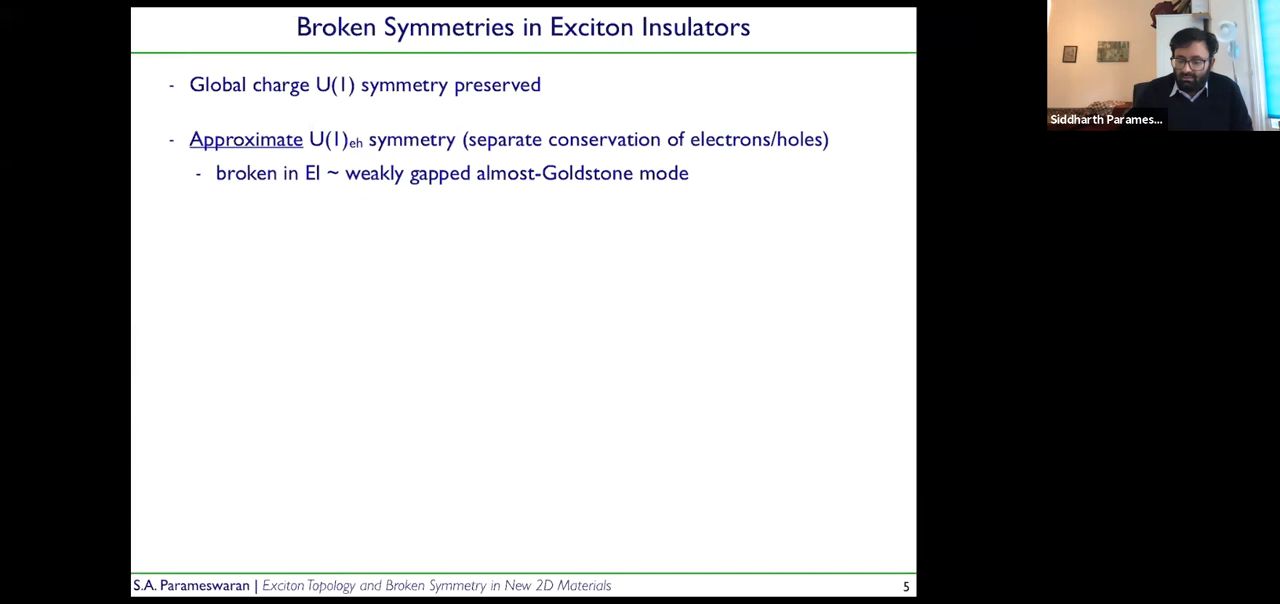 Broken Symmetries in Exciton Insulators
- Global charge U(1) symmetry preserved
- Approximate U(1)eh symmetry (separate conservation of electrons/holes)
- broken in EI ~ weakly gapped almost-Goldstone mode
Siddharth Parames...
S.A. Parameswaran | Exciton Topology and Broken Symmetry in New 2D Materials
5